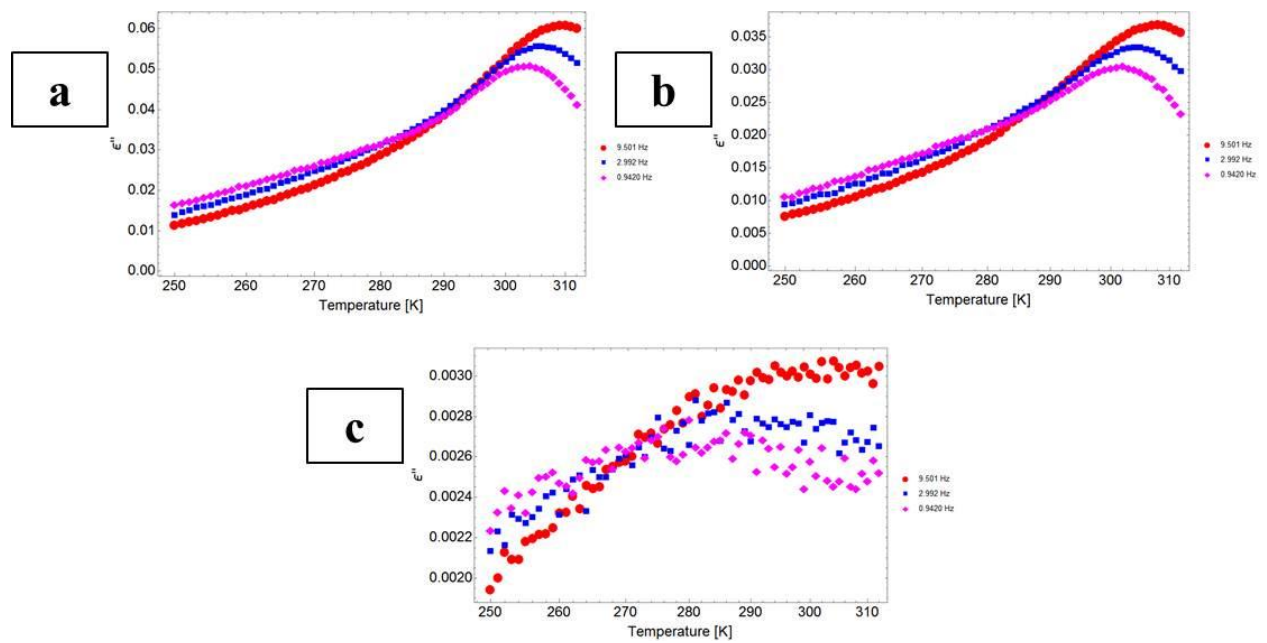 a
0.06
0.05
0.04
0.03
0.02
0.01
0.00
ϵ''
250 260 270 280 290 300 310
Temperature [K]
9.501 Hz
2.992 Hz
0.9420 Hz
b
0.035
0.030
0.025
0.020
0.015
0.010
0.005
0.000
ϵ''
250 260 270 280 290 300 310
Temperature [K]
9.501 Hz
2.992 Hz
0.9420 Hz
c
0.0030
0.0028
0.0026
0.0024
0.0022
0.0020
ϵ''
250 260 270 280 290 300 310
Temperature [K]
9.501 Hz
2.992 Hz
0.9420 Hz